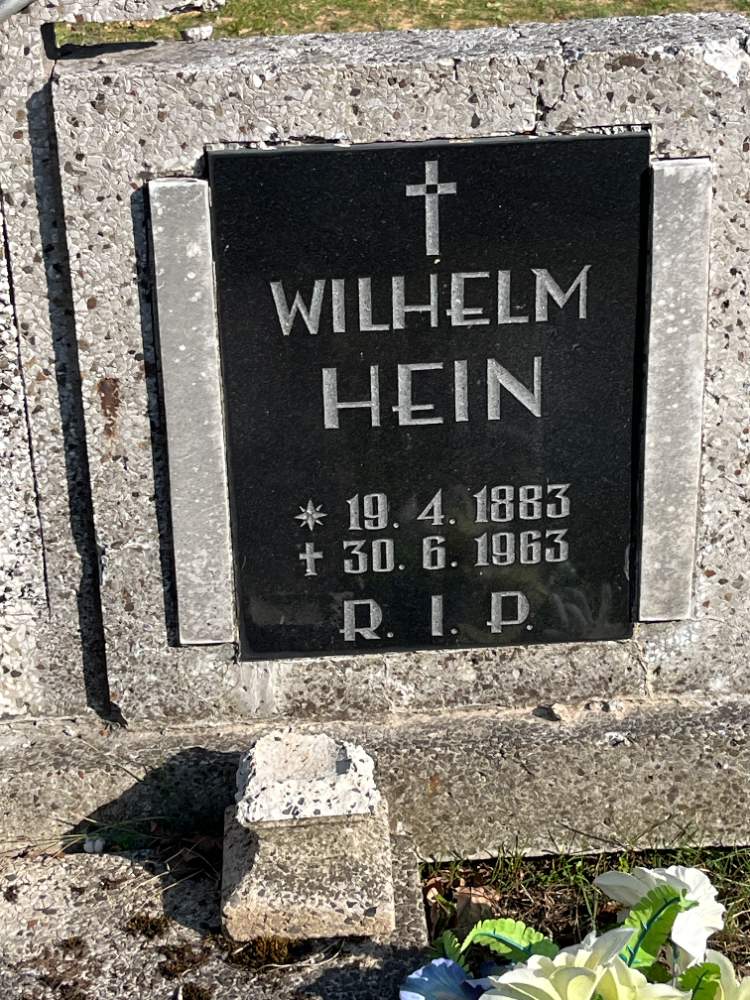 WILHELM
HEIN
* 19. 4. 1883
† 30. 6. 1963
R. I. P.